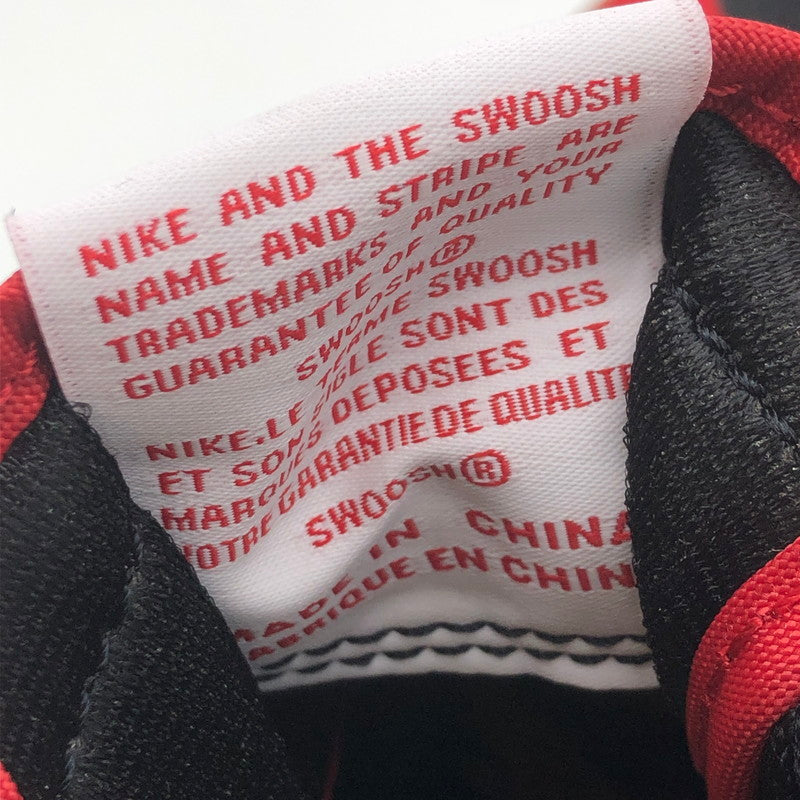 NIKE AND THE SWOOSH
NAME AND STRIPE ARE
TRADEMARKS AND YOUR
GUARANTEE OF QUALITY
SWOOSH®
NIKE,LE TERME SWOOSH
ET SON SIGLE SONT DES
MARQUES DEPOSEES ET
VOTRE GARANTIE DE QUALITE
SWOOSH®
MADE IN CHINA
FABRIQUE EN CHINE